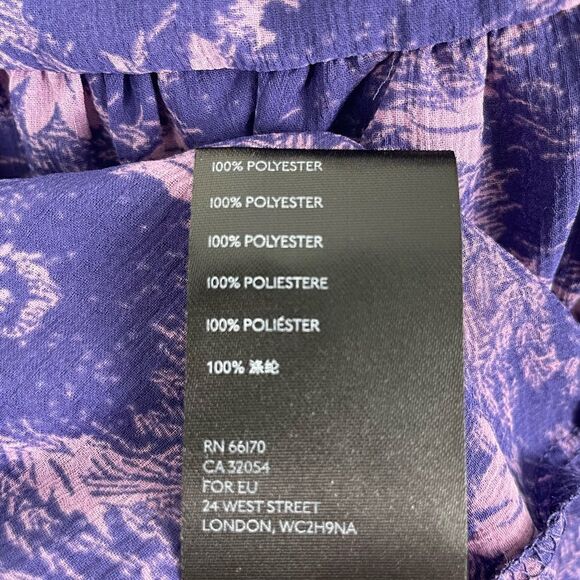 100% POLYESTER
100% POLYESTER
100% POLYESTER
100% POLIESTERE
100% POLIÉSTER
100% 涤纶
RN 66170
CA 32054
FOR EU
24 WEST STREET
LONDON, WC2H9NA